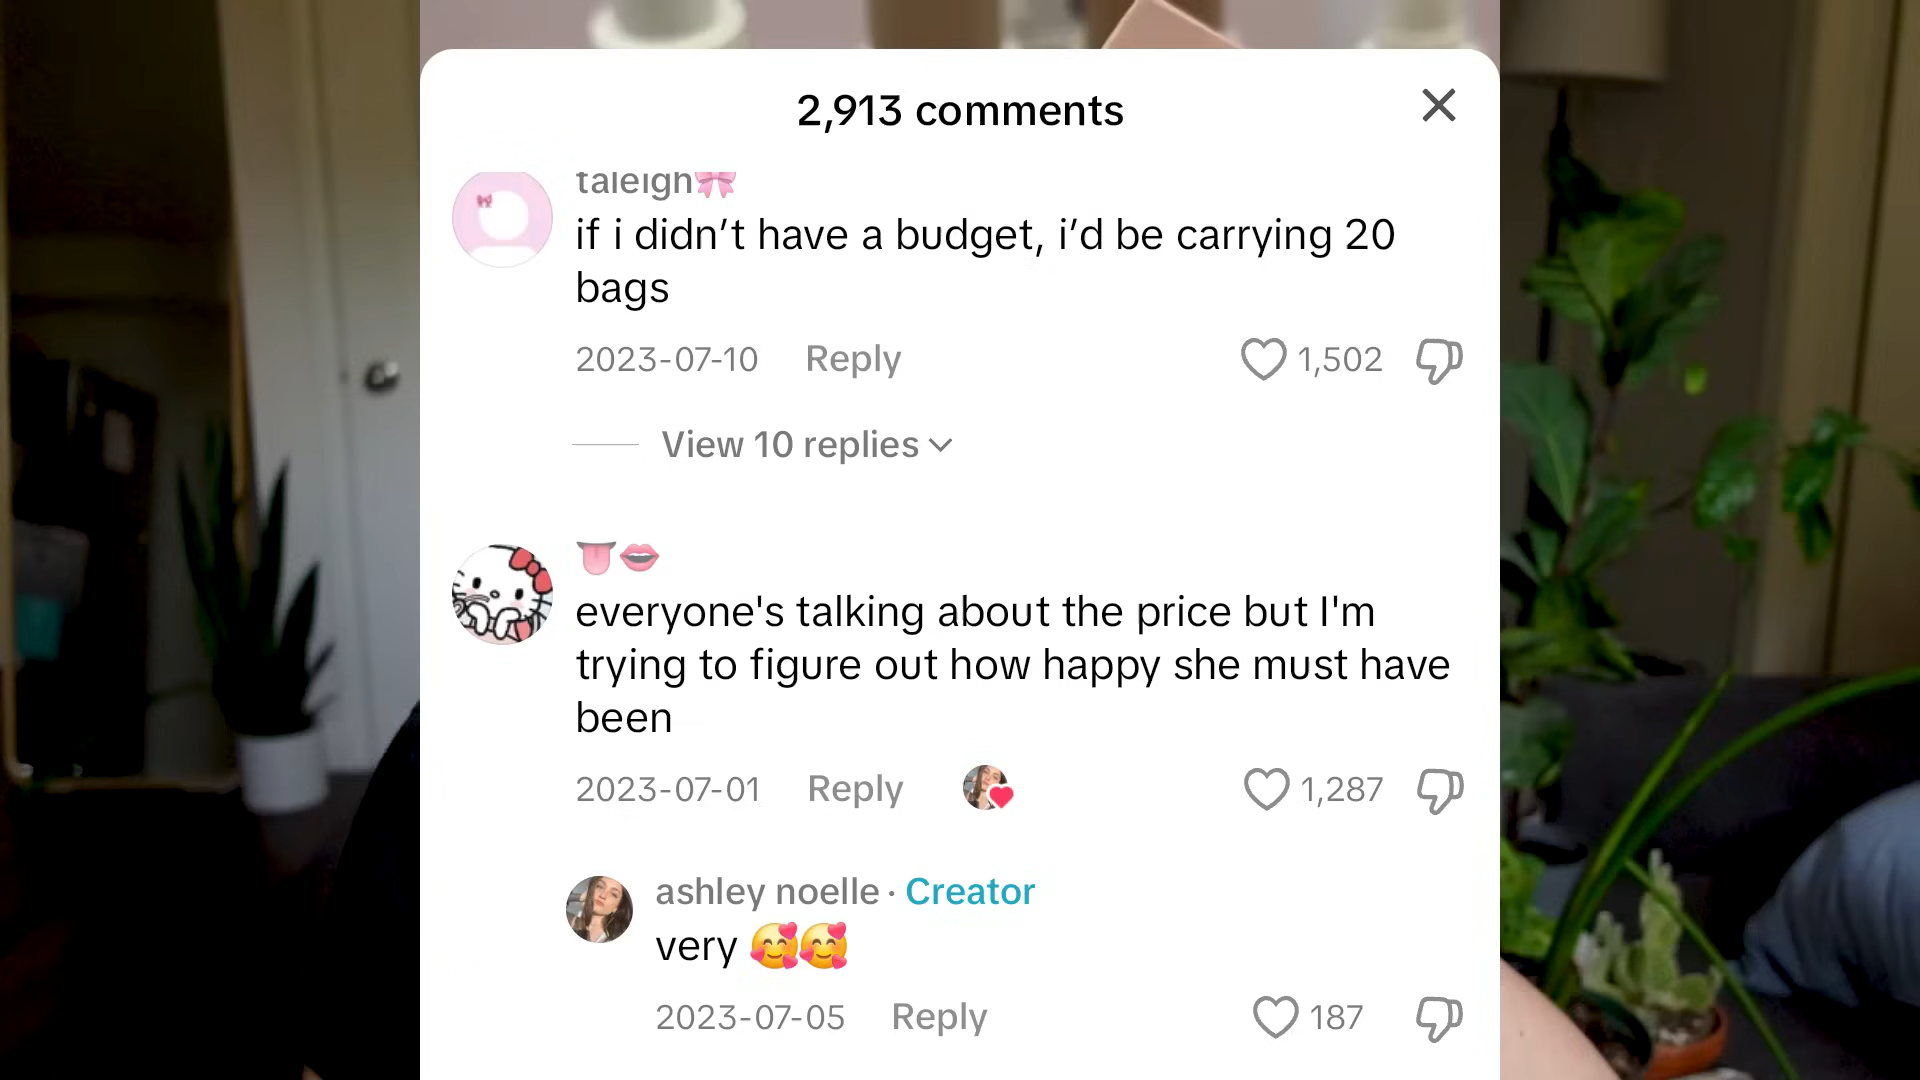 2,913 comments
taleigh🎀
if i didn’t have a budget, i’d be carrying 20
bags
2023-07-10 Reply 1,502
View 10 replies
👅👄
everyone's talking about the price but I'm
trying to figure out how happy she must have
been
2023-07-01 Reply 1,287
ashley noelle · Creator
very 🥰🥰
2023-07-05 Reply 187